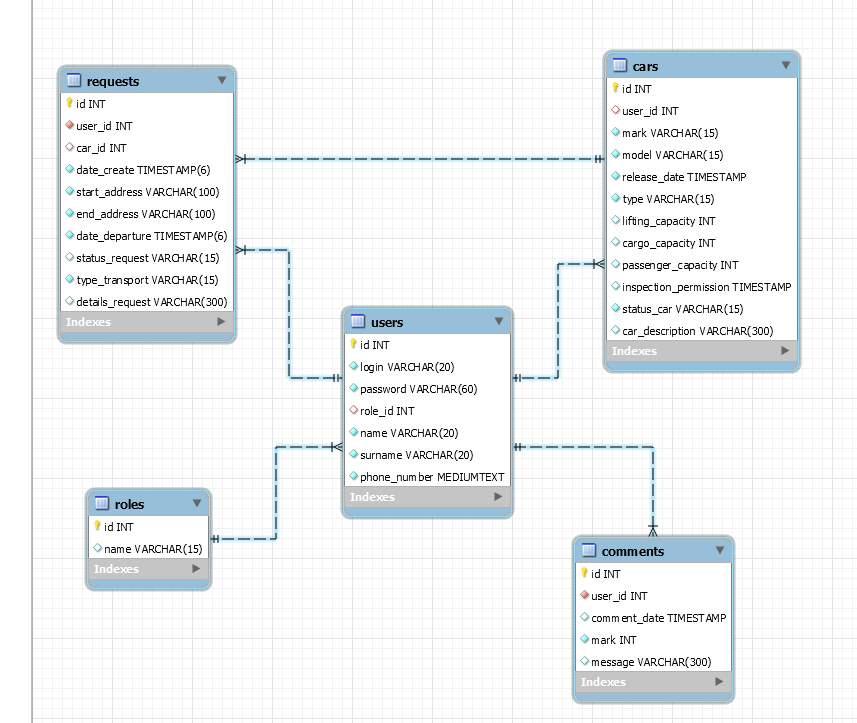 requests
id INT
user_id INT
car_id INT
date_create TIMESTAMP(6)
start_address VARCHAR(100)
end_address VARCHAR(100)
date_departure TIMESTAMP(6)
status_request VARCHAR(15)
type_transport VARCHAR(15)
details_request VARCHAR(300)
Indexes
cars
id INT
user_id INT
mark VARCHAR(15)
model VARCHAR(15)
release_date TIMESTAMP
type VARCHAR(15)
lifting_capacity INT
cargo_capacity INT
passenger_capacity INT
inspection_permission TIMESTAMP
status_car VARCHAR(15)
car_description VARCHAR(300)
Indexes
users
id INT
login VARCHAR(20)
password VARCHAR(60)
role_id INT
name VARCHAR(20)
surname VARCHAR(20)
phone_number MEDIUMTEXT
Indexes
roles
id INT
name VARCHAR(15)
Indexes
comments
id INT
user_id INT
comment_date TIMESTAMP
mark INT
message VARCHAR(300)
Indexes